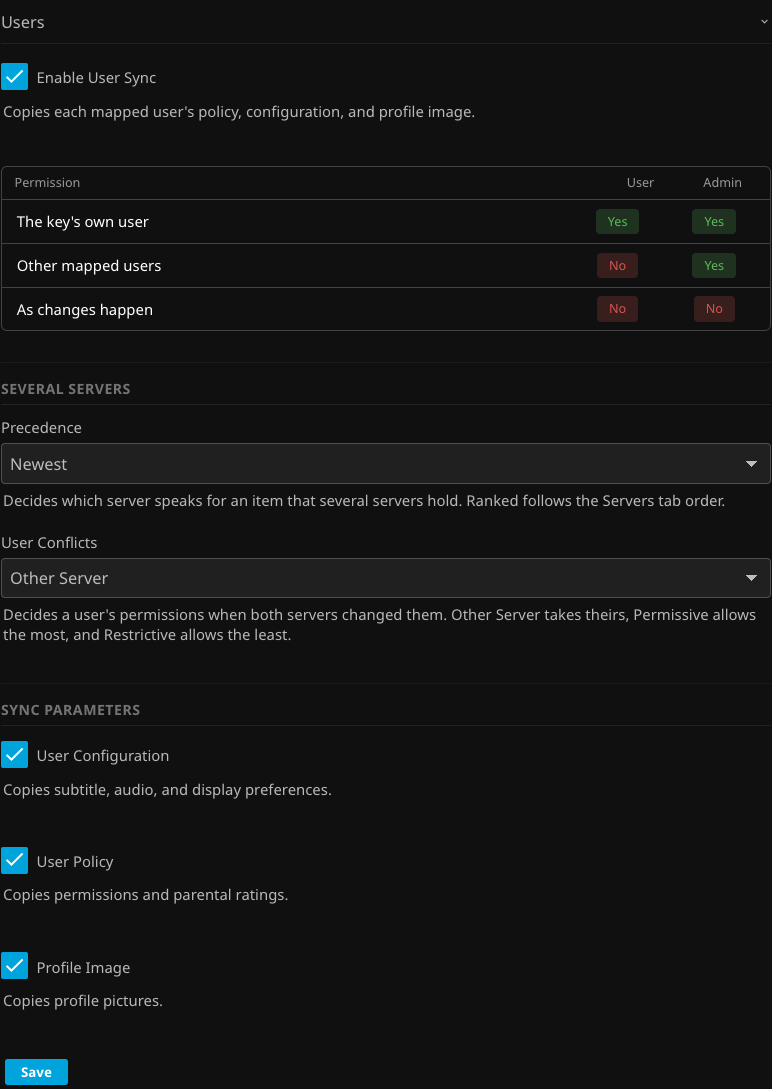 Users
Enable User Sync
Copies each mapped user's policy, configuration, and profile image.
Permission User Admin
The key's own user Yes Yes
Other mapped users No Yes
As changes happen No No
SEVERAL SERVERS
Precedence
Newest
Decides which server speaks for an item that several servers hold. Ranked follows the Servers tab order.
User Conflicts
Other Server
Decides a user's permissions when both servers changed them. Other Server takes theirs, Permissive allows
the most, and Restrictive allows the least.
SYNC PARAMETERS
User Configuration
Copies subtitle, audio, and display preferences.
User Policy
Copies permissions and parental ratings.
Profile Image
Copies profile pictures.
Save